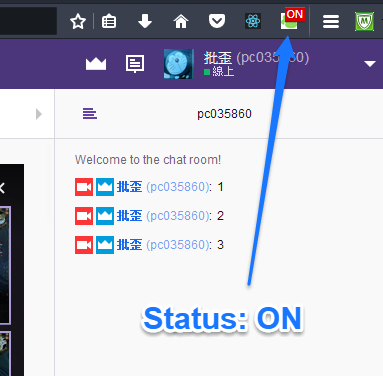 ON
批歪 (pc035860)
線上
pc035860
Welcome to the chat room!
批歪 (pc035860): 1
批歪 (pc035860): 2
批歪 (pc035860): 3
Status: ON